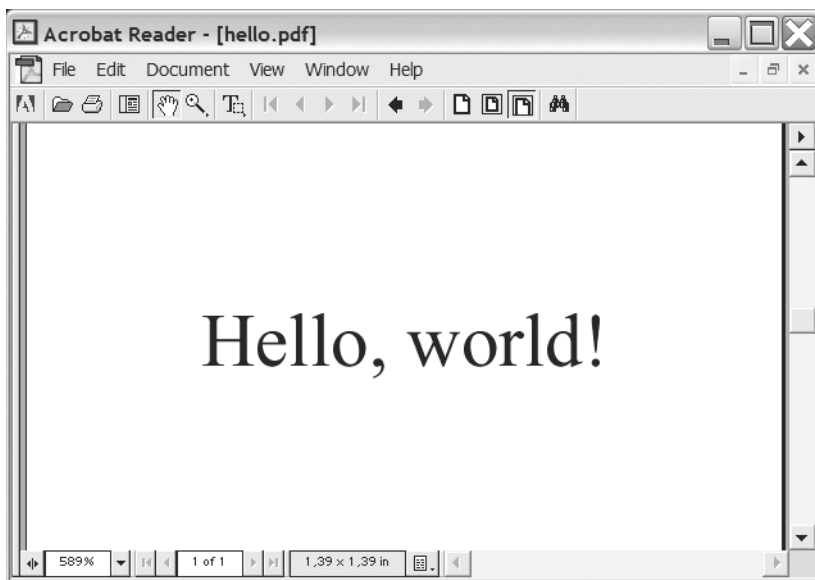 Acrobat Reader - [hello.pdf]
File Edit Document View Window Help
Hello, world!
589% 1 of 1 1,39 x 1,39 in